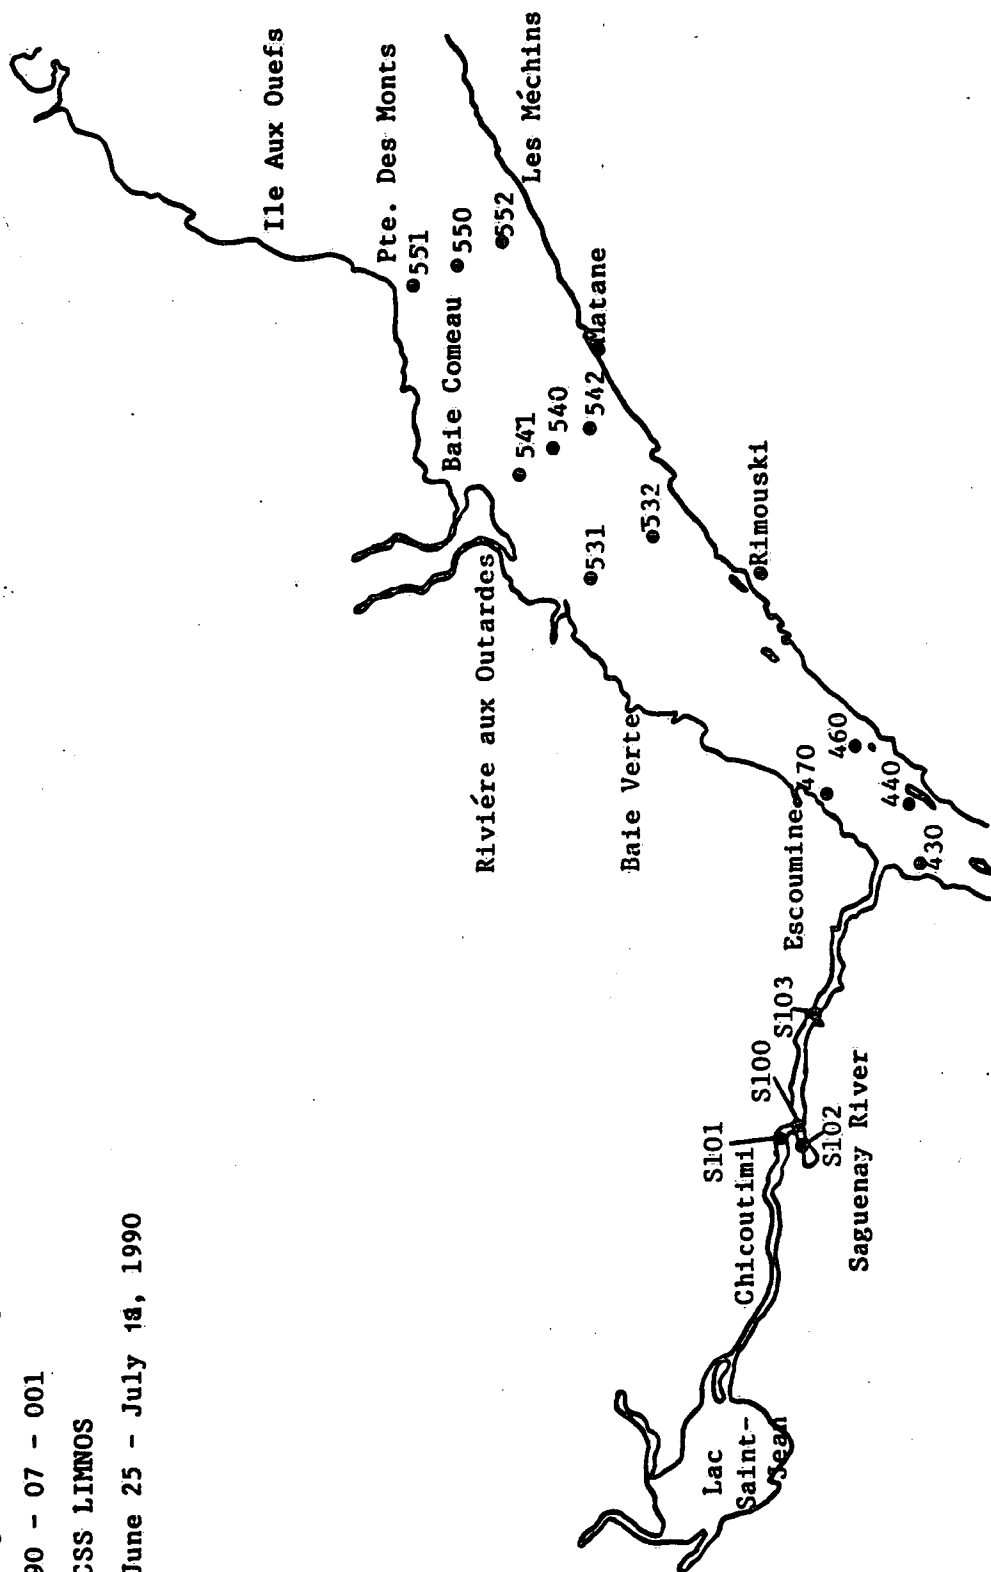 90 - 07 - 001
CSS LIMNOS
June 25 - July 18, 1990
Ile Aux Ouefs
Pte. Des Monts
551
550
552
Les Méchins
Baie Comeau
Matane
541
540
542
Riviére aux Outardes
531
532
Rimouski
Baie Verte
Escoumine
470
460
440
430
S103
S100
S101
S102
Chicoutimi
Saguenay River
Lac
Saint-
Jean